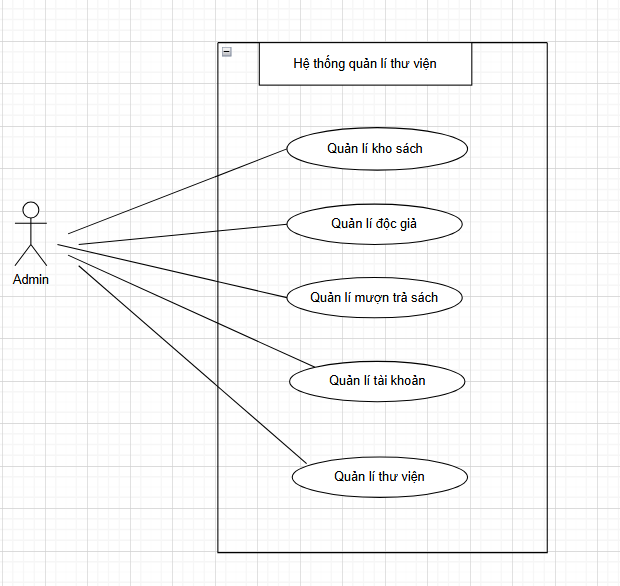 Hệ thống quản lí thư viện
Quản lí kho sách
Quản lí độc giả
Admin
Quản lí mượn trả sách
Quản lí tài khoản
Quản lí thư viện